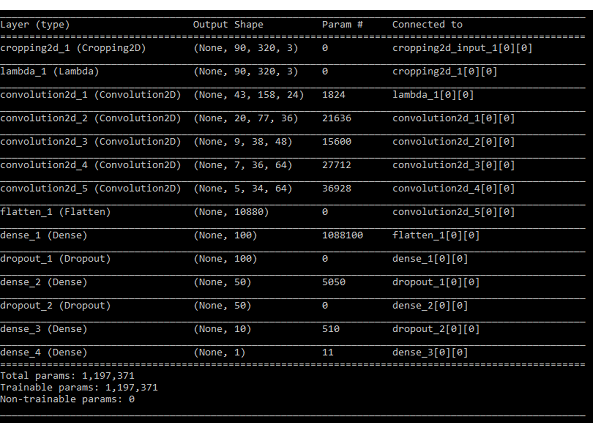 Layer (type) Output Shape Param # Connected to
cropping2d_1 (Cropping2D) (None, 90, 320, 3) 0 cropping2d_input_1[0][0]
lambda_1 (Lambda) (None, 90, 320, 3) 0 cropping2d_1[0][0]
convolution2d_1 (Convolution2D) (None, 43, 158, 24) 1824 lambda_1[0][0]
convolution2d_2 (Convolution2D) (None, 20, 77, 36) 21636 convolution2d_1[0][0]
convolution2d_3 (Convolution2D) (None, 9, 38, 48) 15600 convolution2d_2[0][0]
convolution2d_4 (Convolution2D) (None, 7, 36, 64) 27712 convolution2d_3[0][0]
convolution2d_5 (Convolution2D) (None, 5, 34, 64) 36928 convolution2d_4[0][0]
flatten_1 (Flatten) (None, 10880) 0 convolution2d_5[0][0]
dense_1 (Dense) (None, 100) 1088100 flatten_1[0][0]
dropout_1 (Dropout) (None, 100) 0 dense_1[0][0]
dense_2 (Dense) (None, 50) 5050 dropout_1[0][0]
dropout_2 (Dropout) (None, 50) 0 dense_2[0][0]
dense_3 (Dense) (None, 10) 510 dropout_2[0][0]
dense_4 (Dense) (None, 1) 11 dense_3[0][0]
Total params: 1,197,371
Trainable params: 1,197,371
Non-trainable params: 0